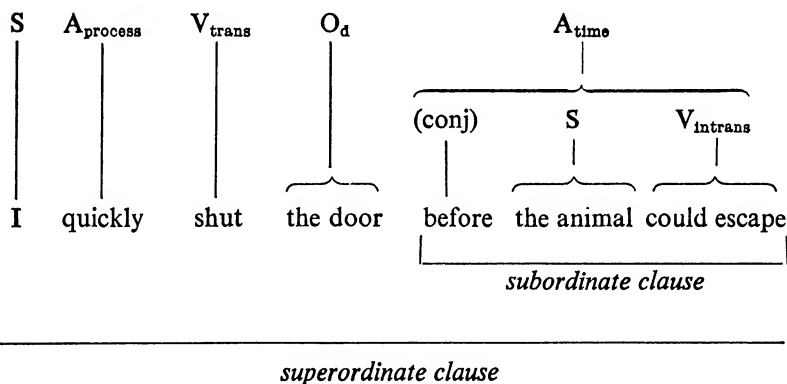 S A_process V_trans O_d A_time
(conj) S V_intrans
I quickly shut the door before the animal could escape
subordinate clause
superordinate clause